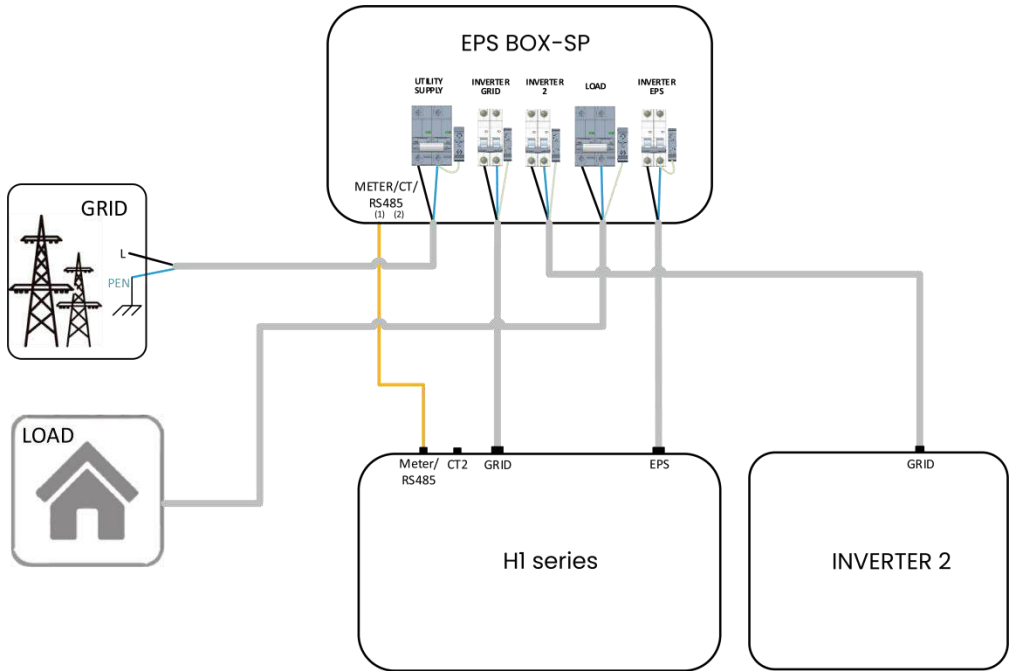 EPS BOX-SP
UTILITY
SUPPLY
INVERTER
GRID
INVERTER
2
LOAD
INVERTER
EPS
METER/CT/
RS485
(1) (2)
GRID
L
PEN
LOAD
Meter/
RS485
CT2
GRID
EPS
GRID
H1 series
INVERTER 2